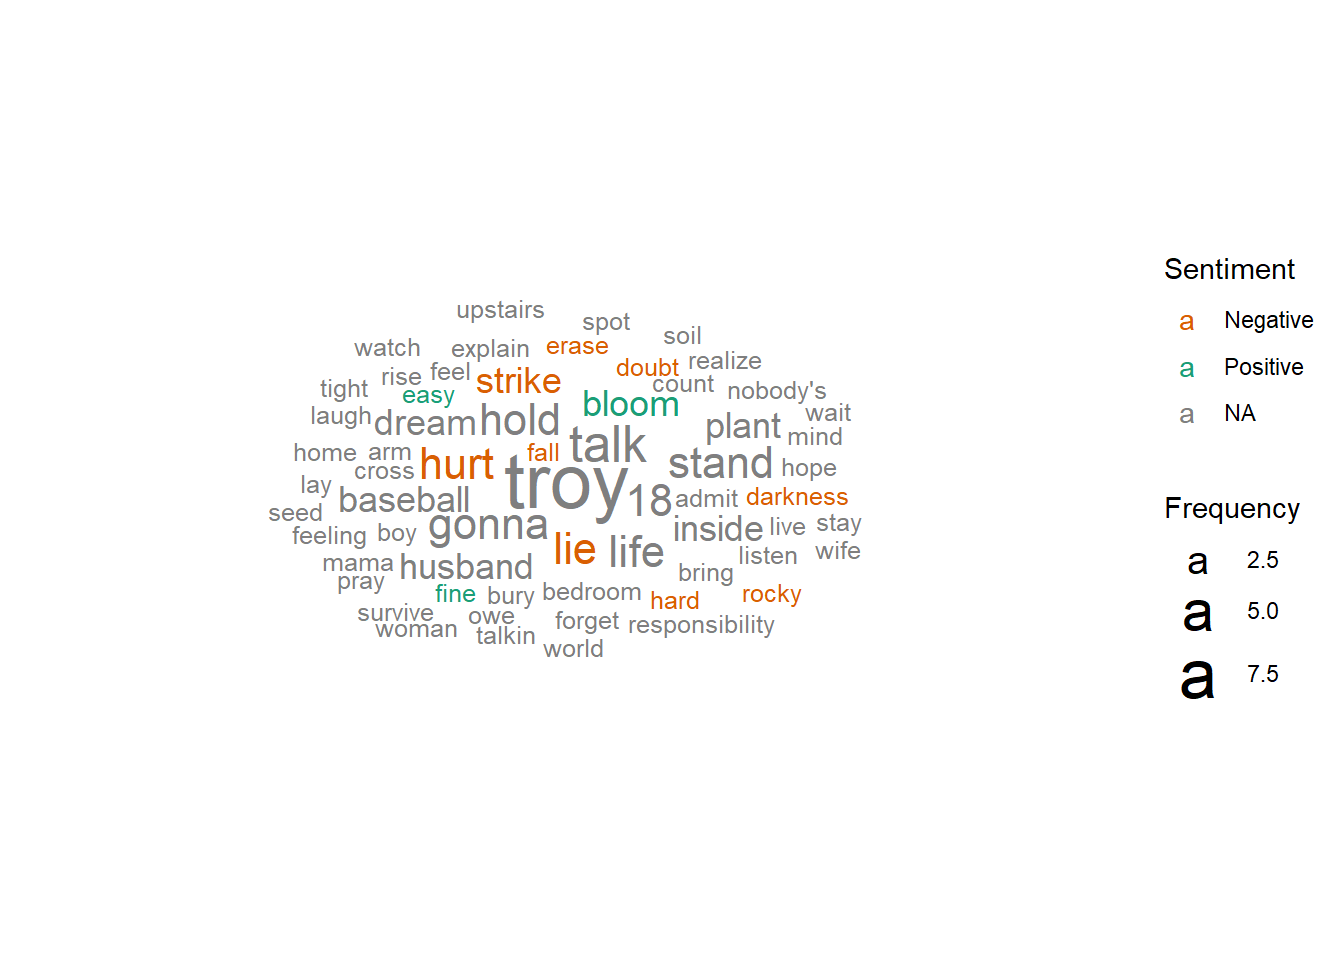 upstairs
spot
soil
watch
explain
erase
doubt
realize
tight
rise
feel
strike
count
nobody's
easy
bloom
laugh
dream
hold
plant
wait
mind
talk
home
arm
hurt
fall
stand
hope
cross
lay
troy
18
admit
darkness
seed
baseball
feeling
boy
gonna
inside
live
stay
lie
life
listen
wife
mama
husband
bring
pray
fine
bury
bedroom
hard
rocky
survive
owe
forget
responsibility
woman
talkin
world
Sentiment
a Negative
a Positive
a NA
Frequency
a 2.5
a 5.0
a 7.5